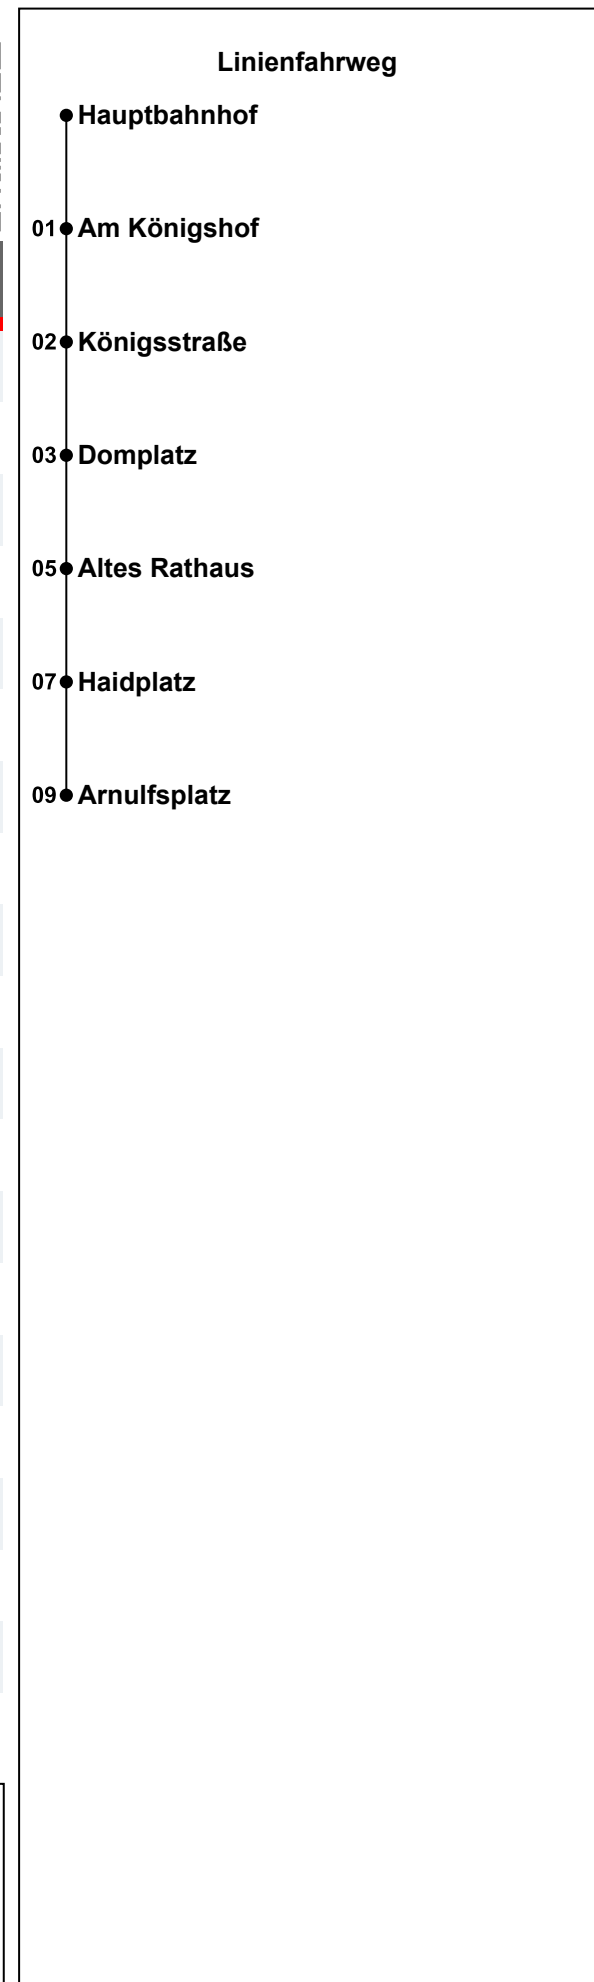 Linienfahrweg
Hauptbahnhof
01 Am Königshof
02 Königsstraße
03 Domplatz
05 Altes Rathaus
07 Haidplatz
09 Arnulfsplatz